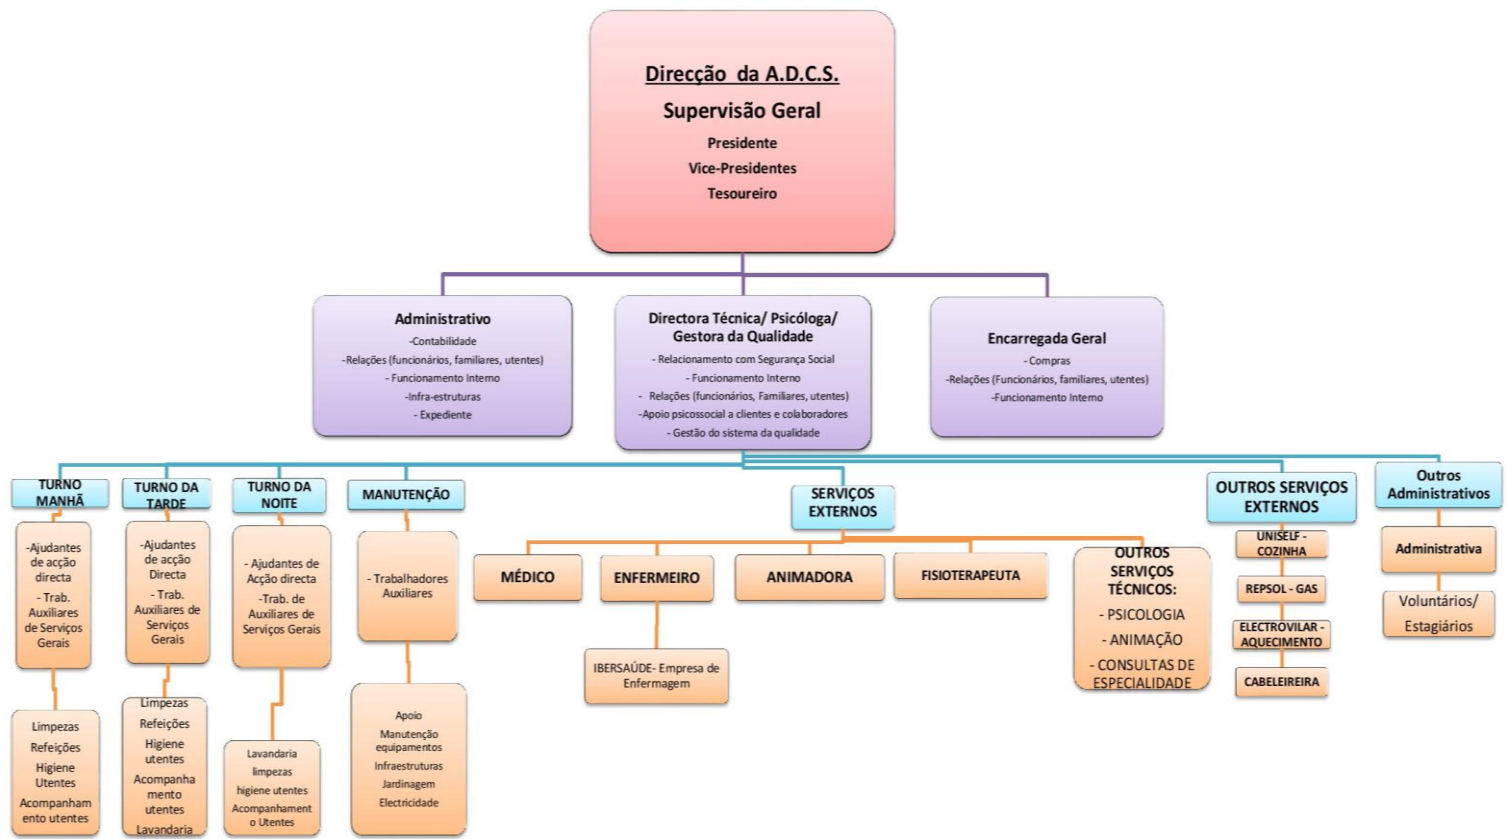 Direcção da A.D.C.S.
Supervisão Geral
Presidente
Vice-Presidentes
Tesoureiro
Administrativo
-Contabilidade
-Relações (funcionários, familiares, utentes)
- Funcionamento Interno
-Infra-estruturas
- Expediente
Directora Técnica/ Psicóloga/
Gestora da Qualidade
- Relacionamento com Segurança Social
- Funcionamento Interno
- Relações (funcionários, Familiares, utentes)
-Apoio psicossocial a clientes e colaboradores
- Gestão do sistema da qualidade
Encarregada Geral
- Compras
-Relações (Funcionários, familiares, utentes)
-Funcionamento Interno
TURNO
MANHÃ
-Ajudantes
de acção
directa
- Trab.
Auxiliares
de Serviços
Gerais
Limpezas
Refeições
Higiene
Utentes
Acompanham
ento utentes
TURNO DA
TARDE
-Ajudantes
de acção
Directa
- Trab.
Auxiliares de
Serviços
Gerais
Limpezas
Refeições
Higiene
utentes
Acompanha
mento
utentes
Lavandaria
TURNO DA
NOITE
- Ajudantes de
Acção directa
-Trab. de
Auxiliares de
Serviços Gerais
Lavandaria
limpezas
higiene utentes
Acompanhament
o Utentes
MANUTENÇÃO
- Trabalhadores
Auxiliares
Apoio
Manutenção
equipamentos
Infraestruturas
Jardinagem
Electricidade
SERVIÇOS
EXTERNOS
MÉDICO
ENFERMEIRO
IBERSAÚDE- Empresa de
Enfermagem
ANIMADORA
FISIOTERAPEUTA
OUTROS
SERVIÇOS
TÉCNICOS:
- PSICOLOGIA
- ANIMAÇÃO
- CONSULTAS DE
ESPECIALIDADE
OUTROS SERVIÇOS
EXTERNOS
UNISELF -
COZINHA
REPSOL - GAS
ELECTROVILAR -
AQUECIMENTO
CABELEIREIRA
Outros
Administrativos
Administrativa
Voluntários/
Estagiários